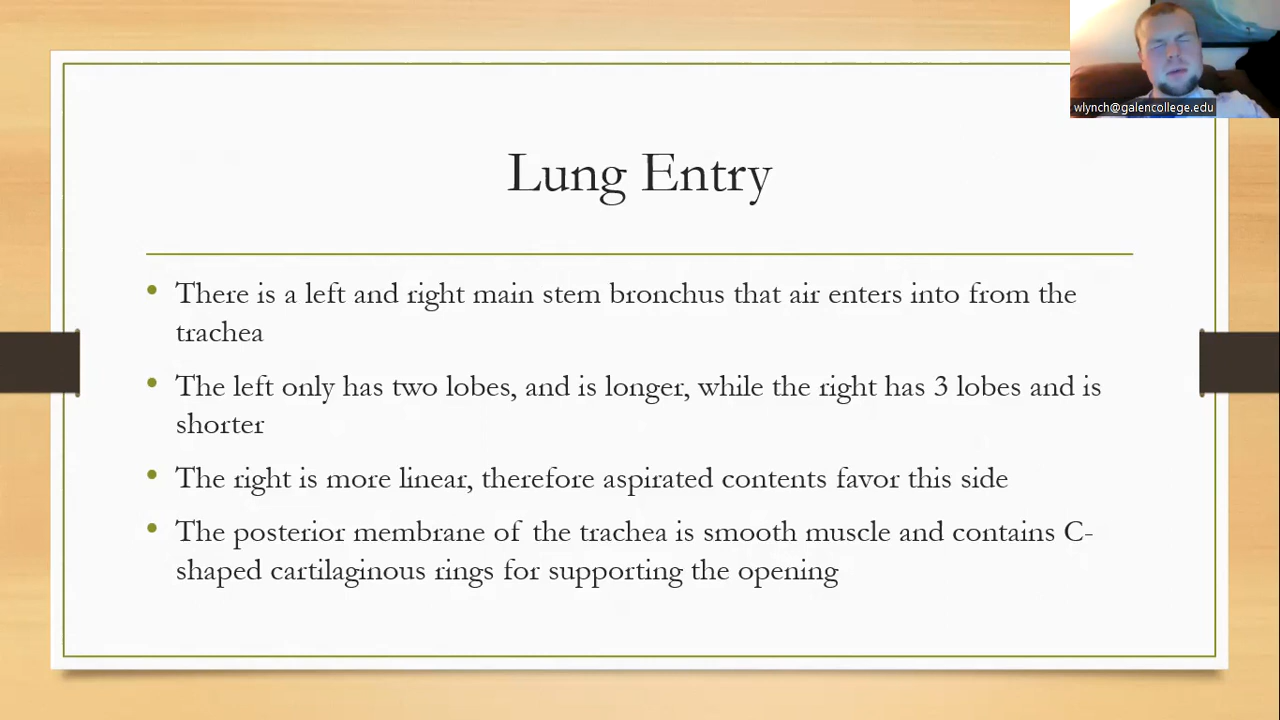 wlynch@galencollege.edu
Lung Entry
• There is a left and right main stem bronchus that air enters into from the
trachea
• The left only has two lobes, and is longer, while the right has 3 lobes and is
shorter
• The right is more linear, therefore aspirated contents favor this side
• The posterior membrane of the trachea is smooth muscle and contains C-
shaped cartilaginous rings for supporting the opening